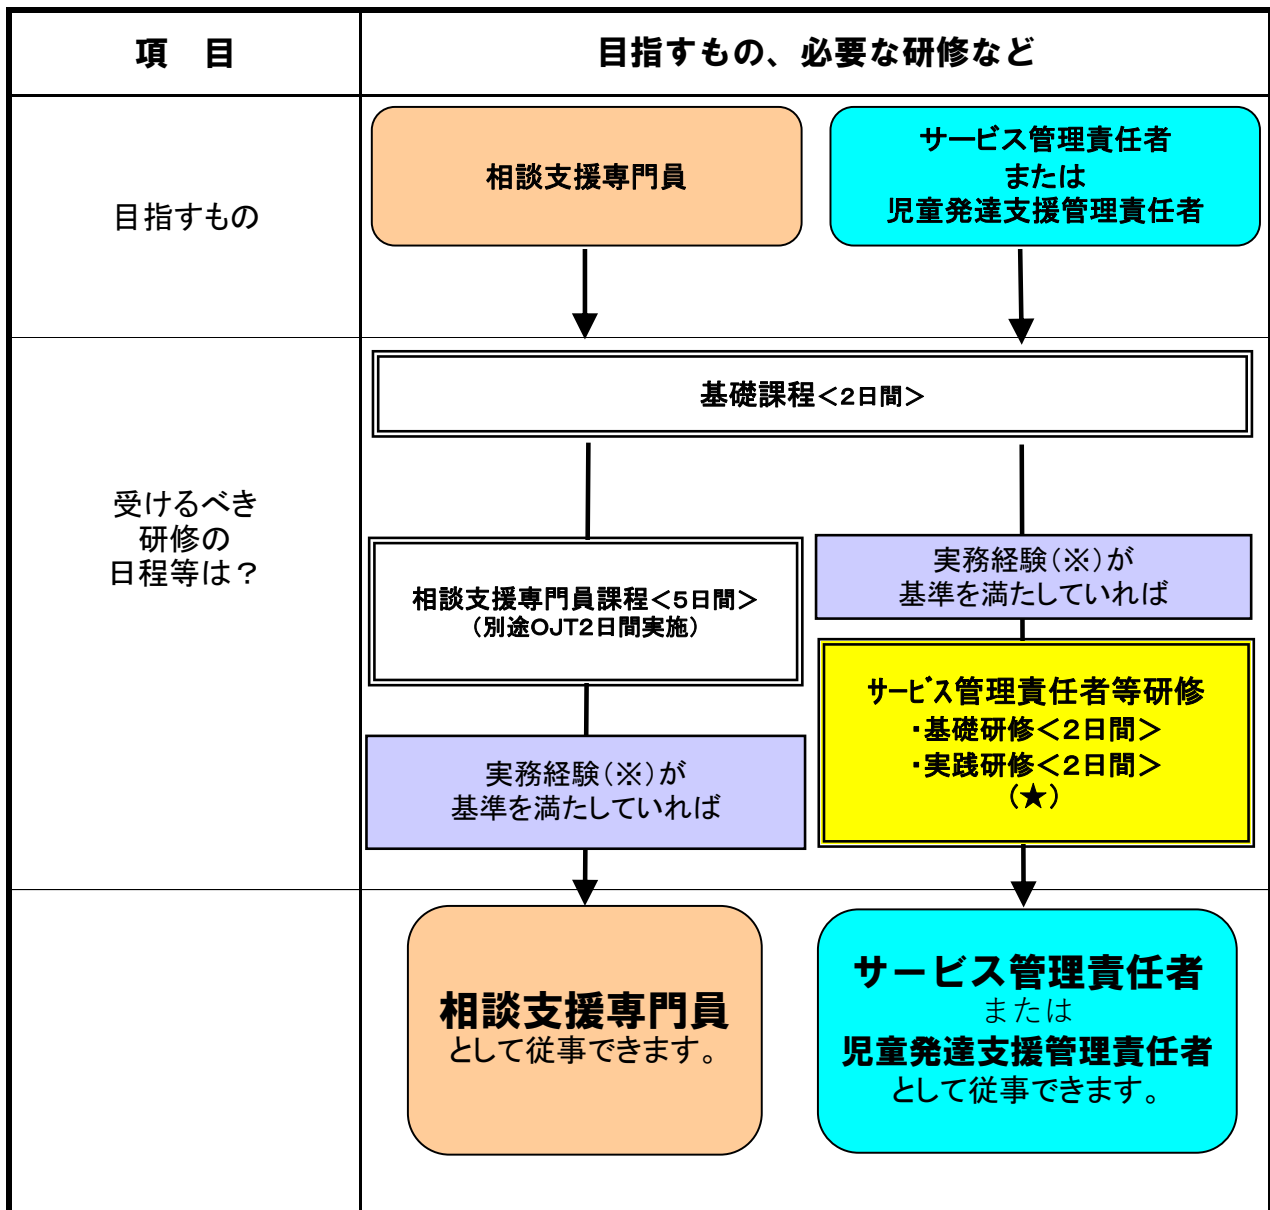 項　目
目指すもの、必要な研修など
目指すもの
相談支援専門員
サービス管理責任者
または
児童発達支援管理責任者
受けるべき
研修の
日程等は？
基礎課程＜2日間＞
相談支援専門員課程＜5日間＞
（別途OJT2日間実施）
実務経験（※）が
基準を満たしていれば
実務経験（※）が
基準を満たしていれば
ｻｰﾋﾞｽ管理責任者等研修
・基礎研修＜2日間＞
・実践研修＜2日間＞
（★）
相談支援専門員
として従事できます。
サービス管理責任者
または
児童発達支援管理責任者
として従事できます。